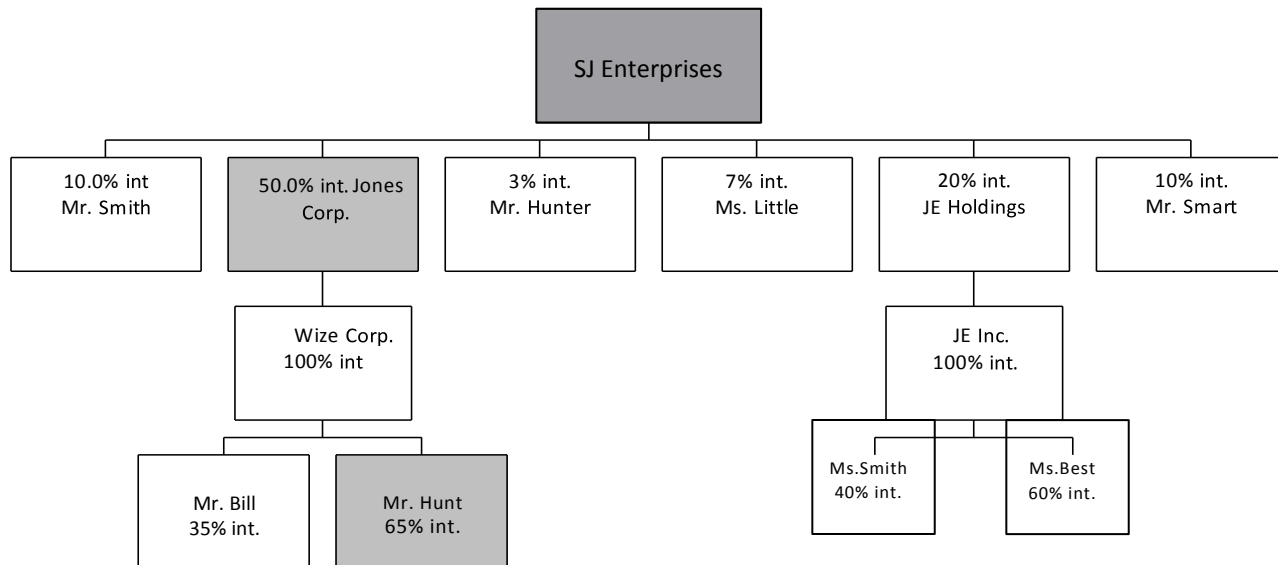 SJ Enterprises
10.0% int
Mr. Smith
50.0% int. Jones
Corp.
3% int.
Mr. Hunter
7% int.
Ms. Little
20% int.
JE Holdings
10% int.
Mr. Smart
Wize Corp.
100% int
JE Inc.
100% int.
Mr. Bill
35% int.
Mr. Hunt
65% int.
Ms.Smith
40% int.
Ms.Best
60% int.